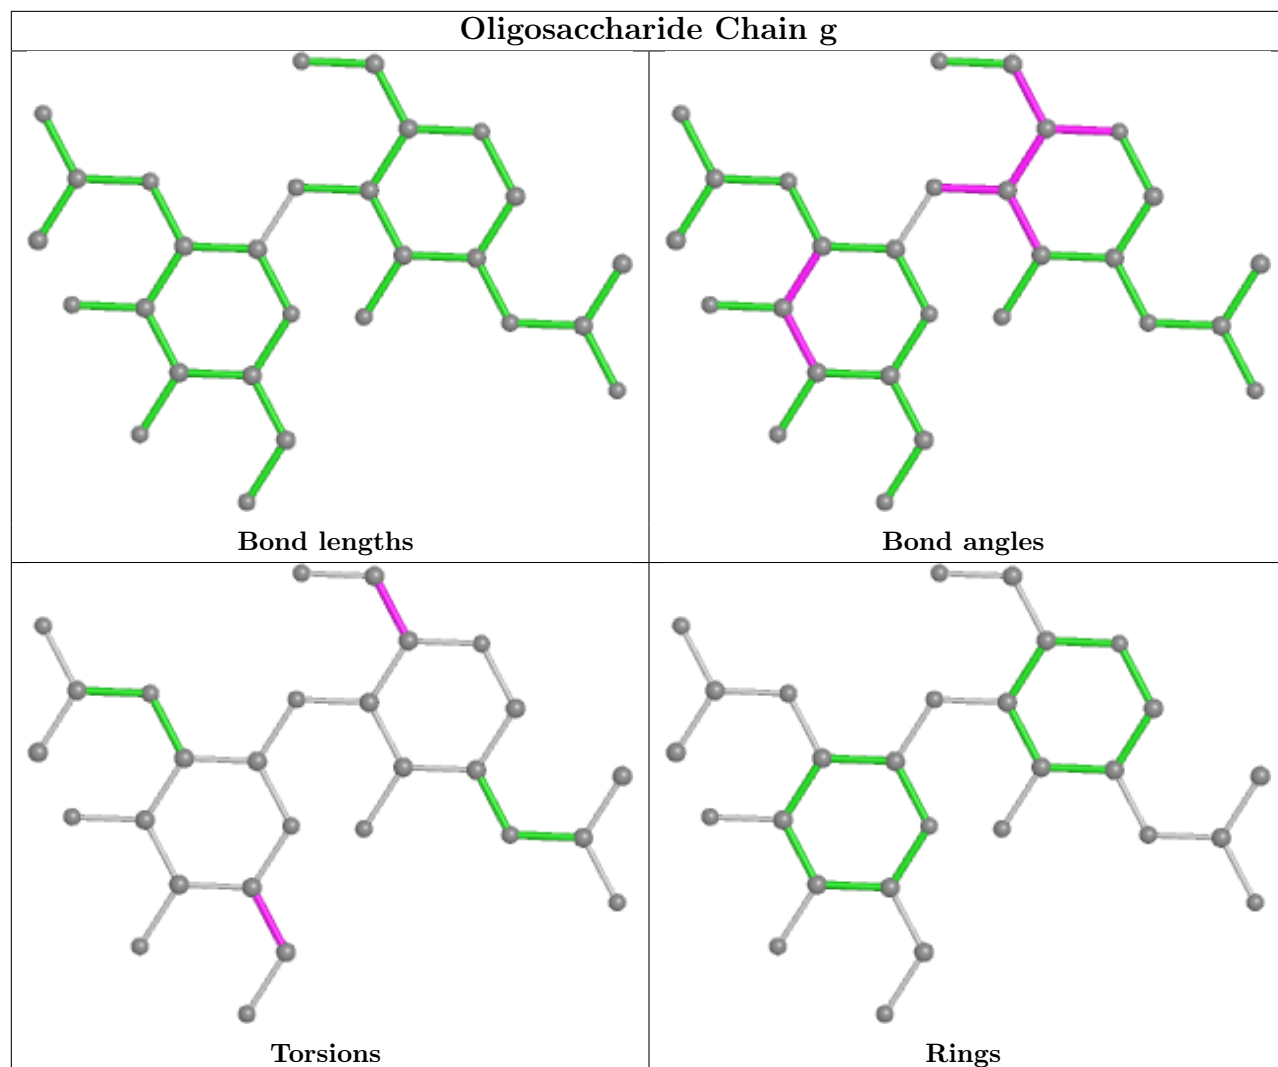 Oligosaccharide Chain g
Bond lengths
Bond angles
Torsions
Rings